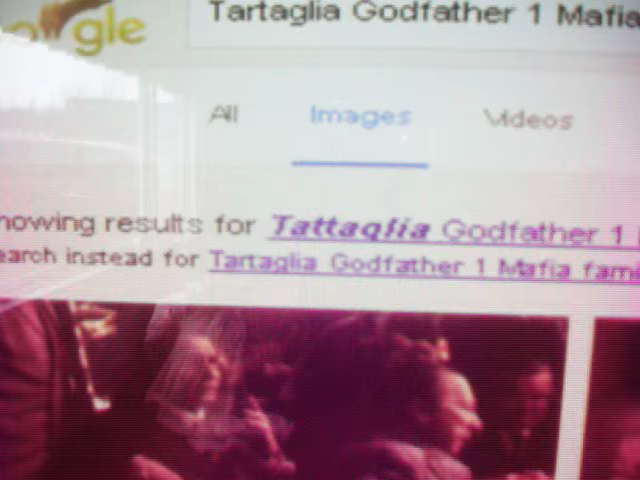 ogle Tartaglia Godfather 1 Mafia
All Images Videos
howing results for Tattaglia Godfather 1
earch instead for Tartaglia Godfather 1 Mafia fami